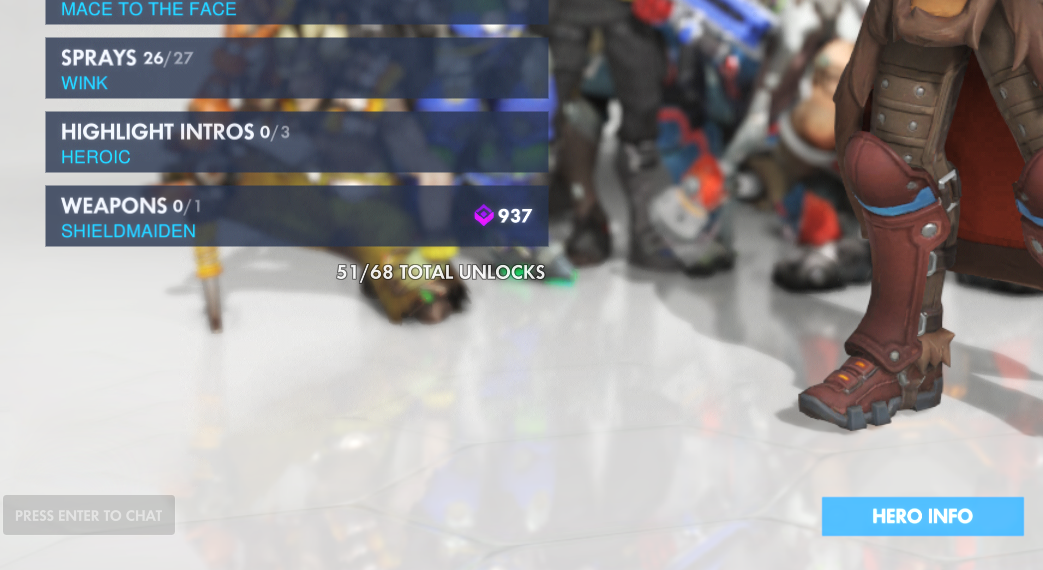 MACE TO THE FACE
SPRAYS 26/27
WINK
HIGHLIGHT INTROS 0/3
HEROIC
WEAPONS 0/1
937
SHIELDMAIDEN
51/68 TOTAL UNLOCKS
PRESS ENTER TO CHAT
HERO INFO